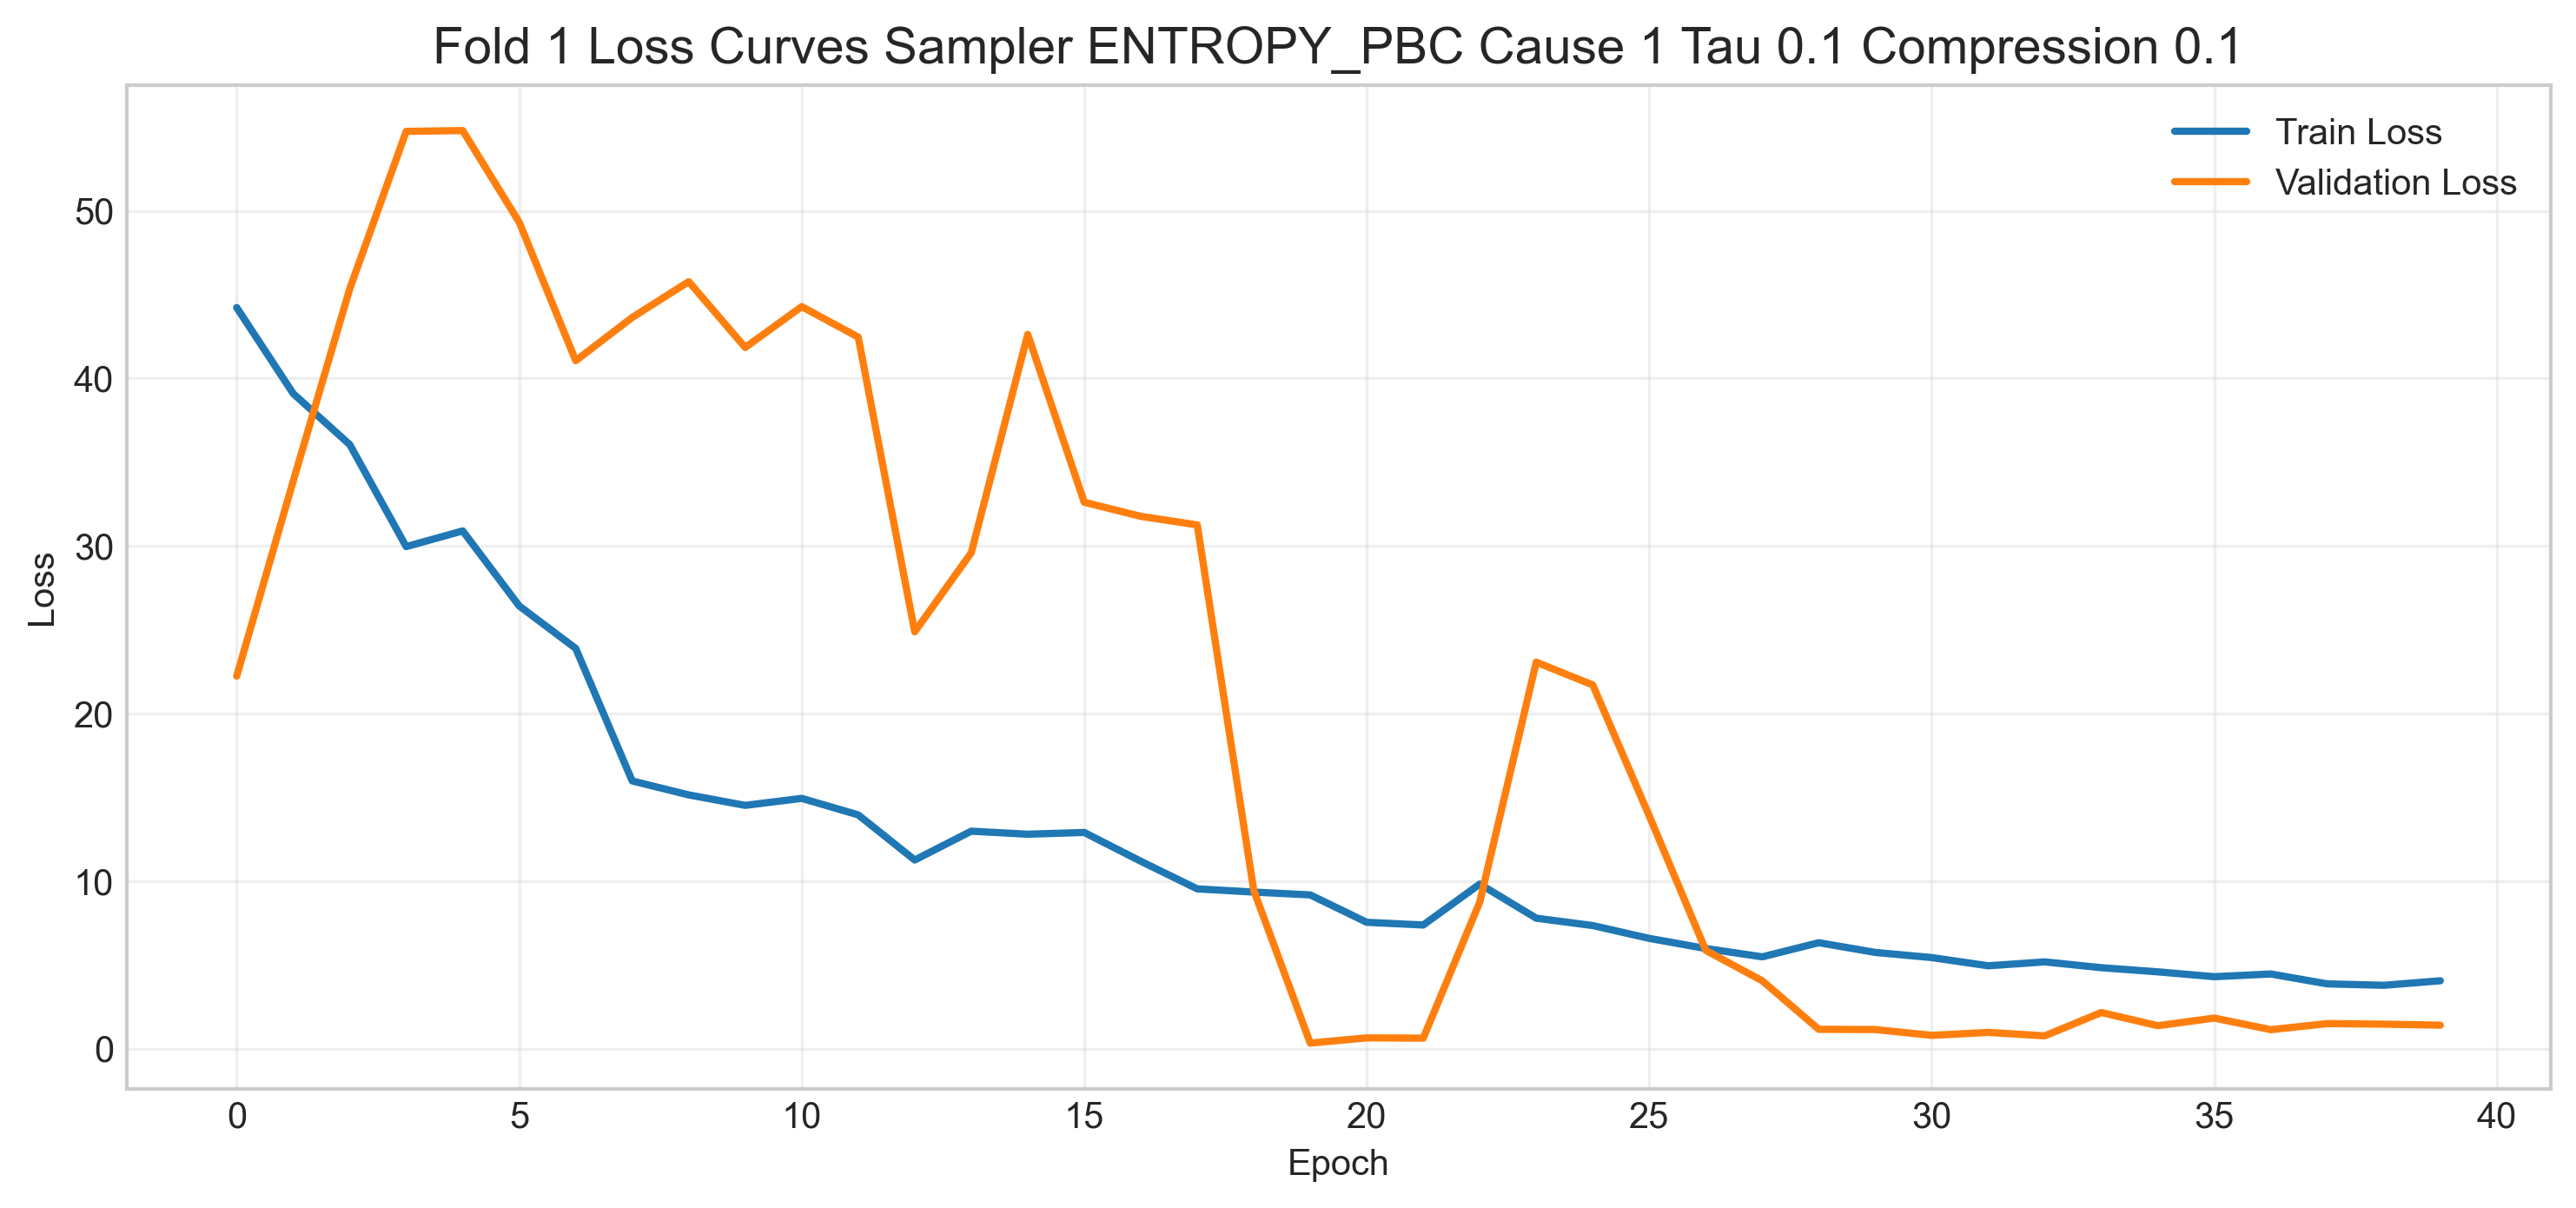 Fold 1 Loss Curves Sampler ENTROPY_PBC Cause 1 Tau 0.1 Compression 0.1
Train Loss
Validation Loss
Loss
50
40
30
20
10
0
0 5 10 15 20 25 30 35 40
Epoch